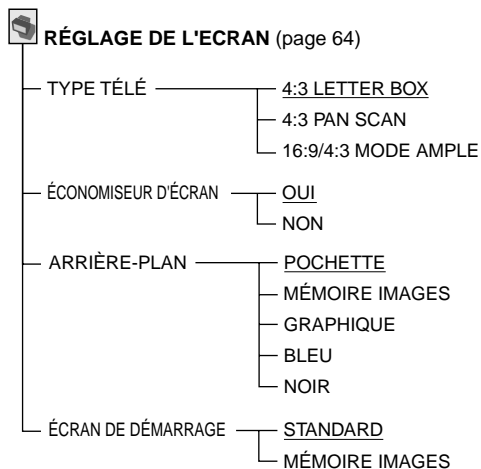 RÉGLAGE DE L'ECRAN (page 64)
TYPE TÉLÉ 4:3 LETTER BOX
4:3 PAN SCAN
16:9/4:3 MODE AMPLE
ÉCONOMISEUR D'ÉCRAN OUI
NON
ARRIÈRE-PLAN POCHETTE
MÉMOIRE IMAGES
GRAPHIQUE
BLEU
NOIR
ÉCRAN DE DÉMARRAGE STANDARD
MÉMOIRE IMAGES